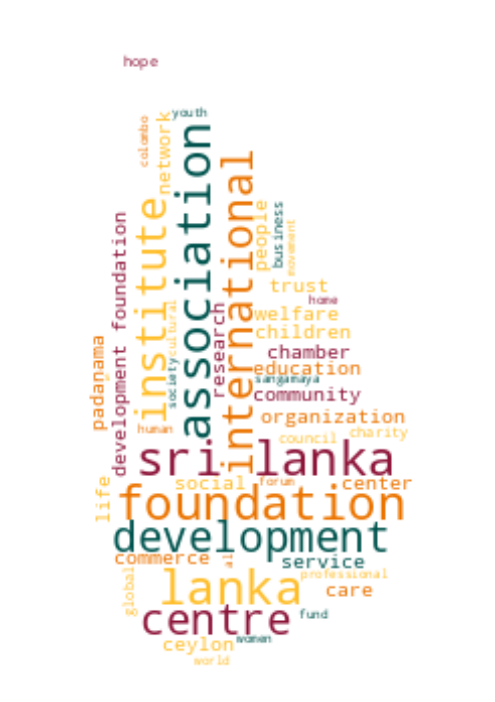 hope
youth
colombo
network
association
international
institute
people
business
movement
development foundation
trust
home
research
cultural
society
welfare
children
padanama
chamber
education
sangamaya
community
organization
human
council
charity
sri lanka
life
social
forum
center
foundation
development
commerce
al
service
professional
global
lanka
care
centre
fund
ceylon
women
world